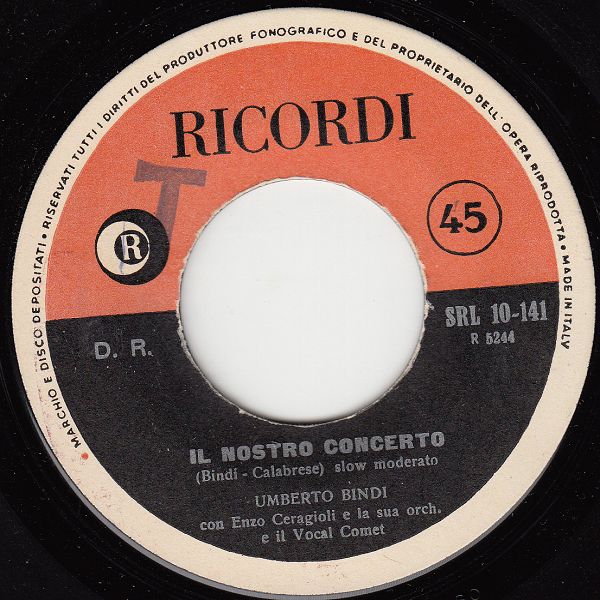 MARCHIO E DISCO DEPOSITATI • RISERVATI TUTTI I DIRITTI DEL PRODUTTORE FONOGRAFICO E DEL PROPRIETARIO DELL'OPERA RIPRODOTTA • MADE IN ITALY
RICORDI
T
R
45
SRL 10-141
R 5244
D. R.
IL NOSTRO CONCERTO
(Bindi - Calabrese) slow moderato
UMBERTO BINDI
con Enzo Ceragioli e la sua orch.
e il Vocal Comet